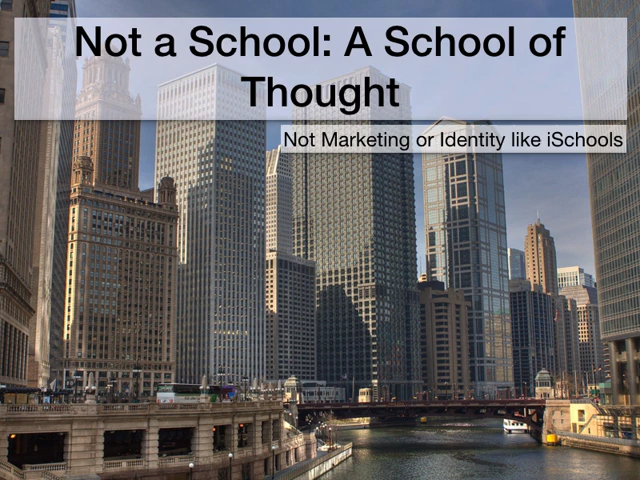 Not a School: A School of
Thought
Not Marketing or Identity like iSchools